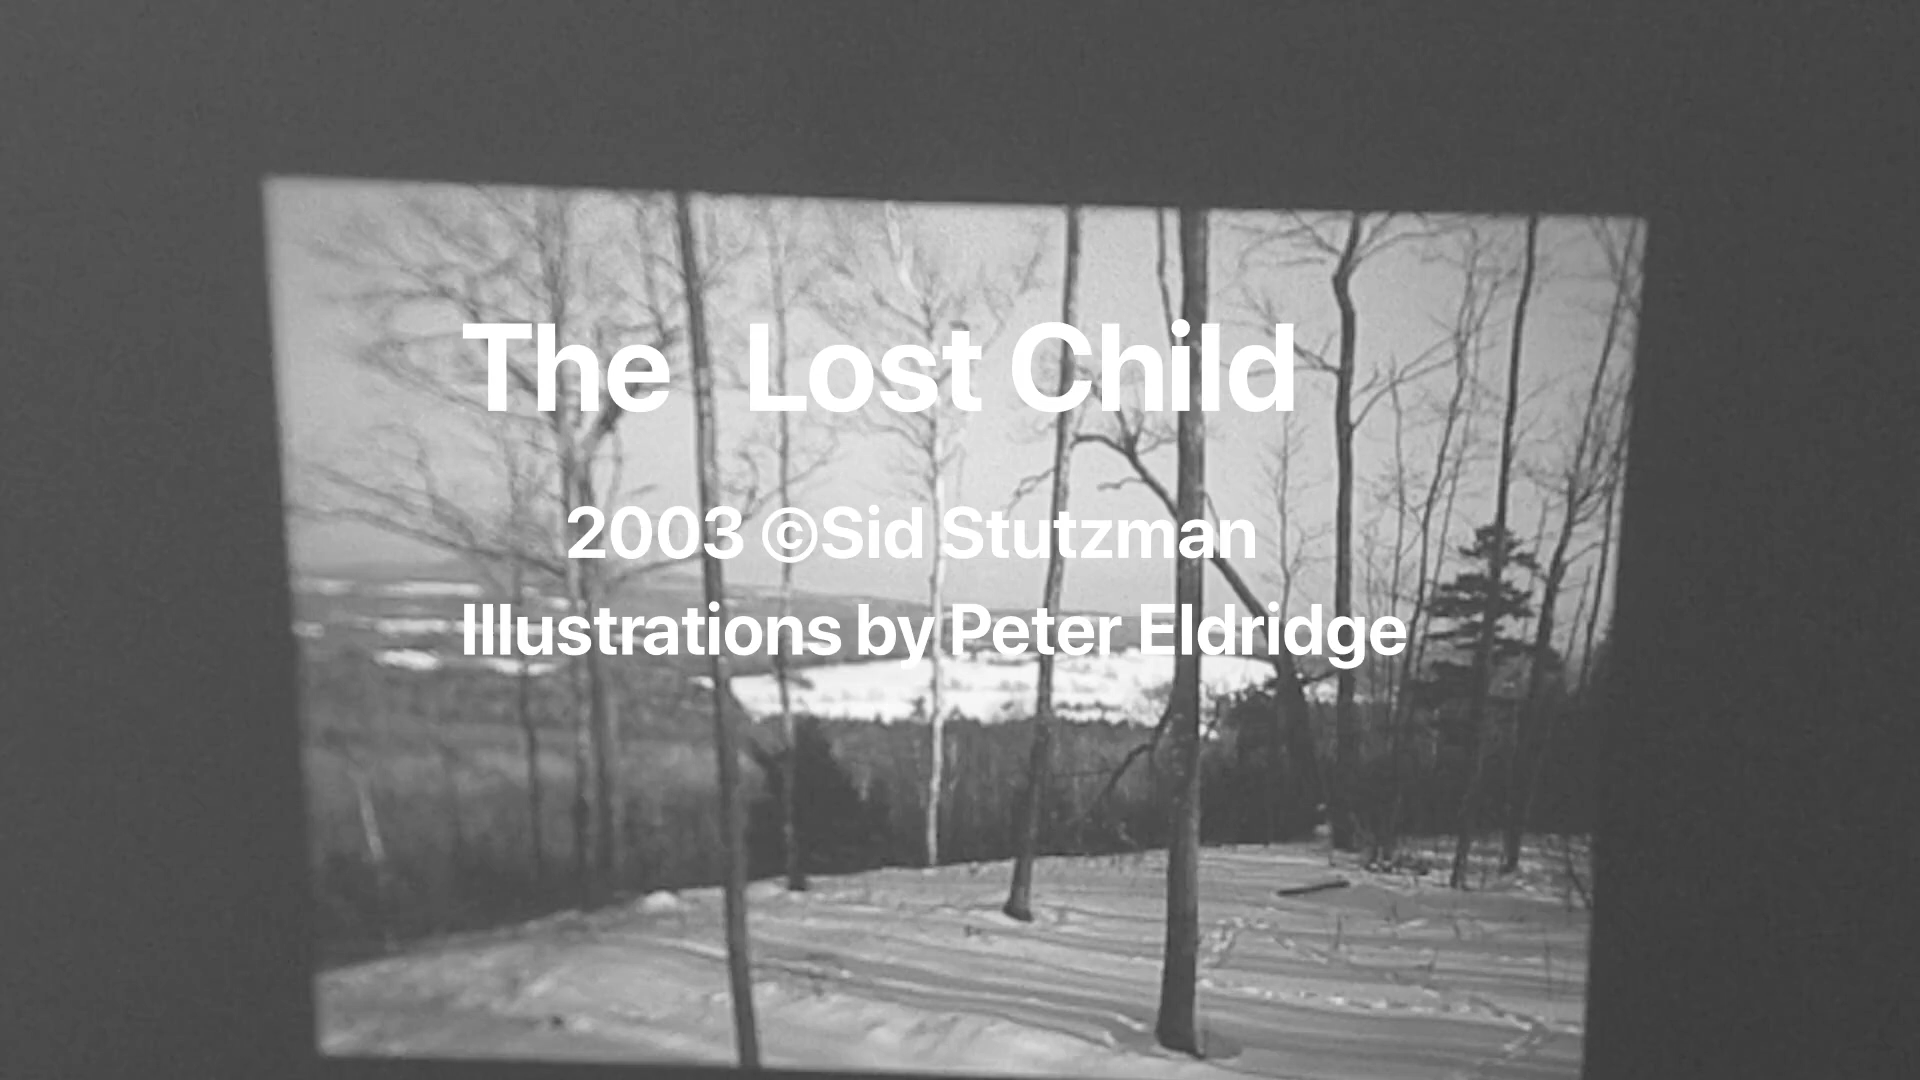 The Lost Child
2003 ©Sid Stutzman
Illustrations by Peter Eldridge